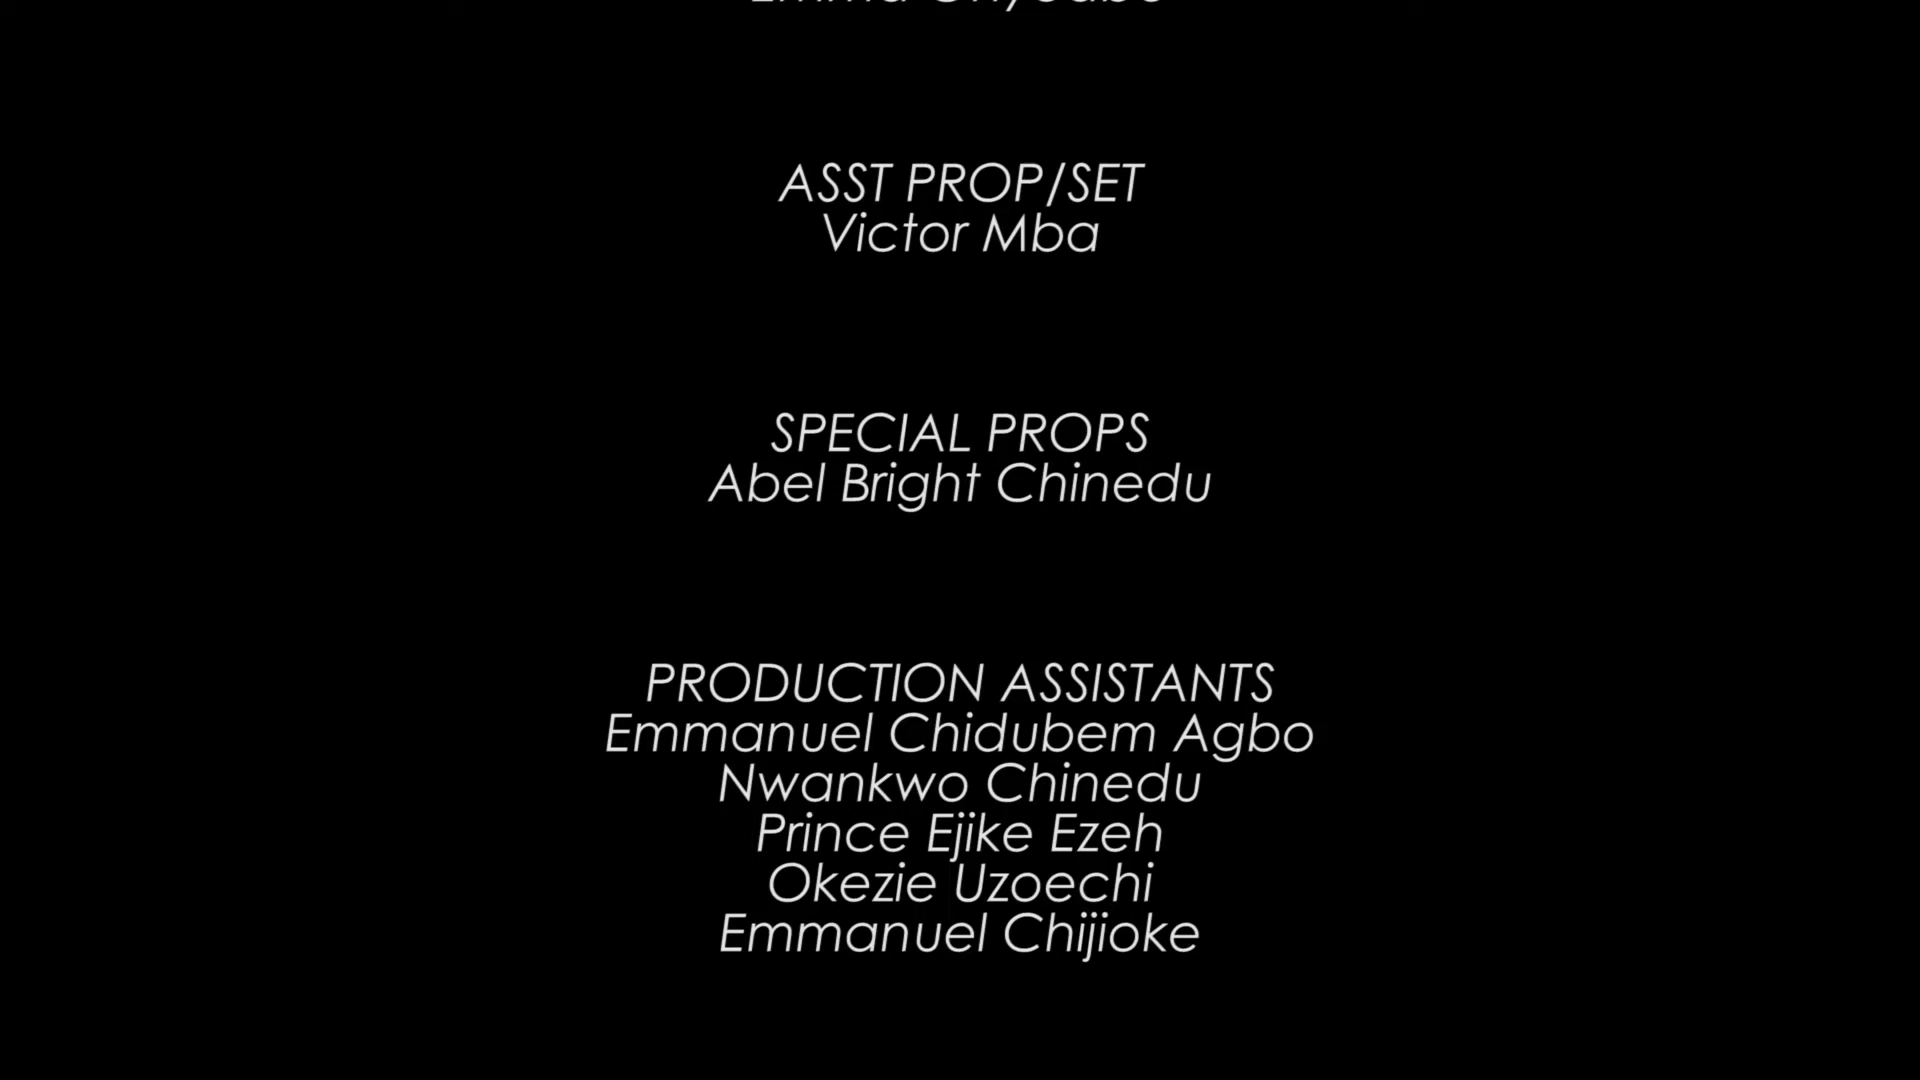 ASST PROP/SET
Victor Mba
SPECIAL PROPS
Abel Bright Chinedu
PRODUCTION ASSISTANTS
Emmanuel Chidubem Agbo
Nwankwo Chinedu
Prince Ejike Ezeh
Okezie Uzoechi
Emmanuel Chijioke